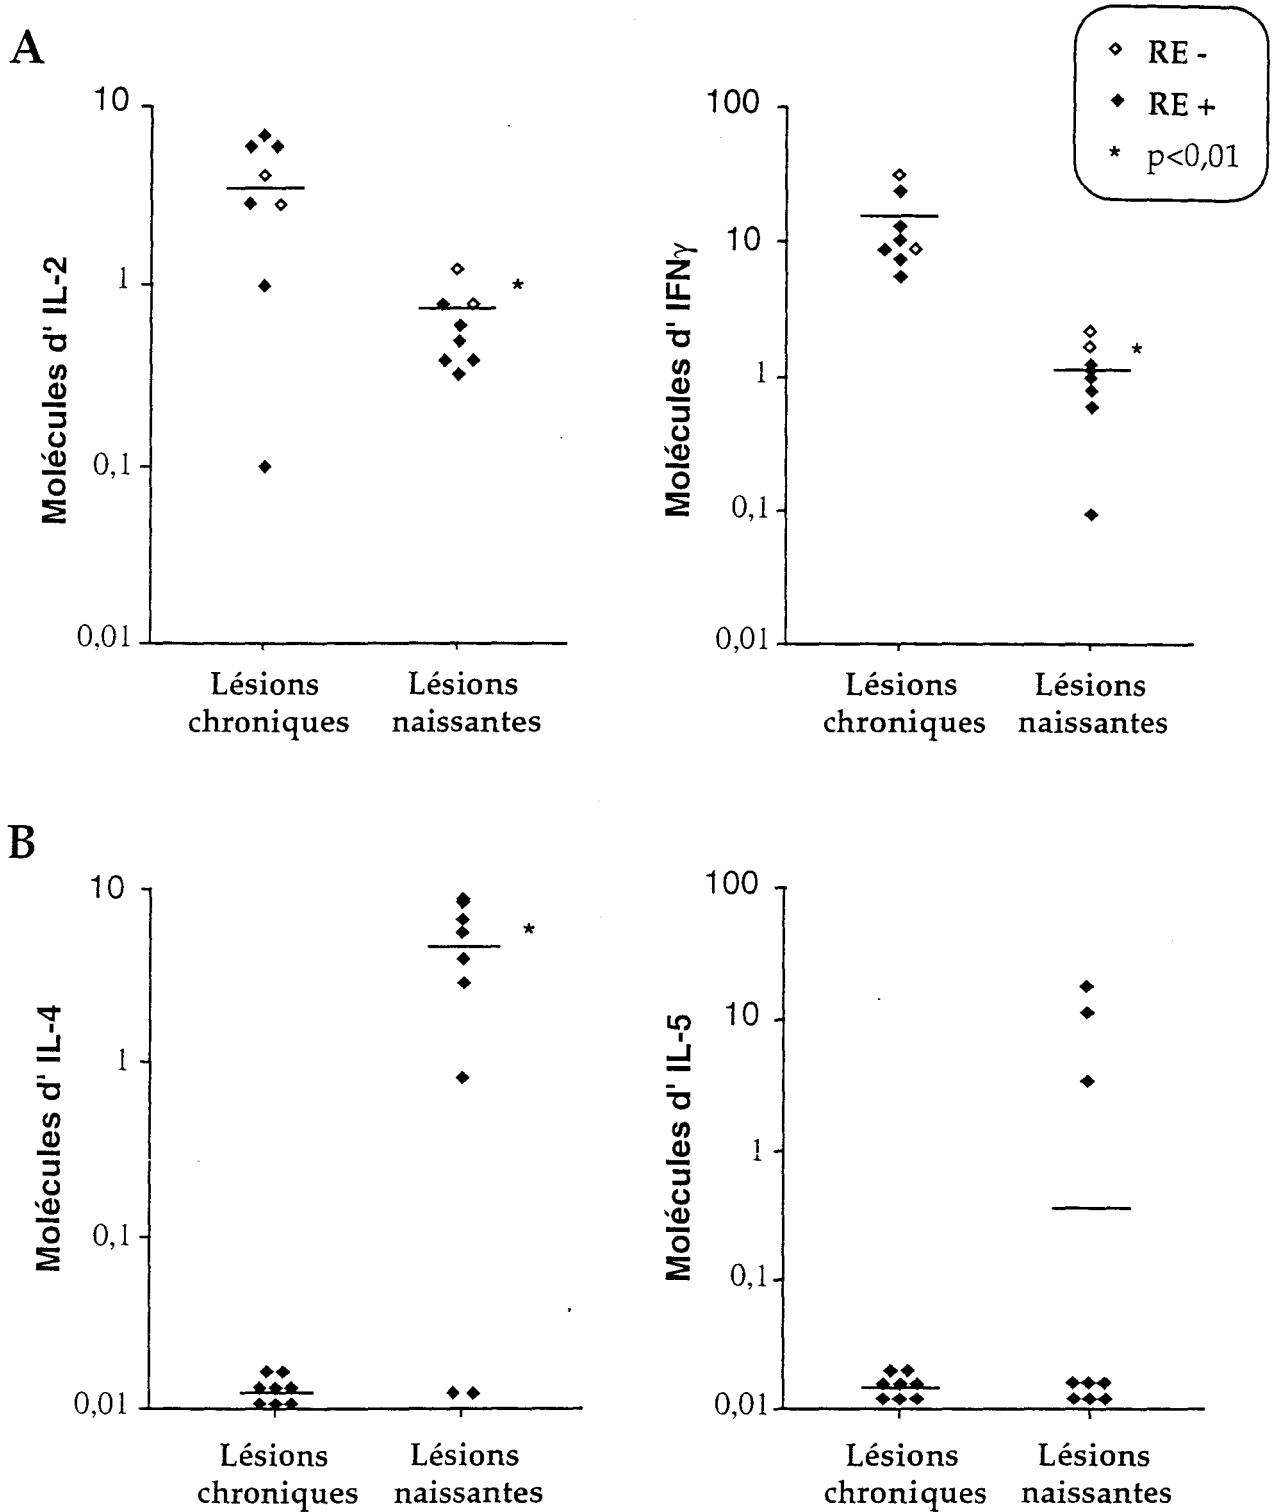 A
RE -
RE +
* p<0,01
10
1
0,1
0,01
Molécules d' IL-2
*
Lésions chroniques
Lésions naissantes
100
10
1
0,1
0,01
Molécules d' IFNγ
*
Lésions chroniques
Lésions naissantes
B
10
1
0,1
0,01
Molécules d' IL-4
*
Lésions chroniques
Lésions naissantes
100
10
1
0,1
0,01
Molécules d' IL-5
Lésions chroniques
Lésions naissantes